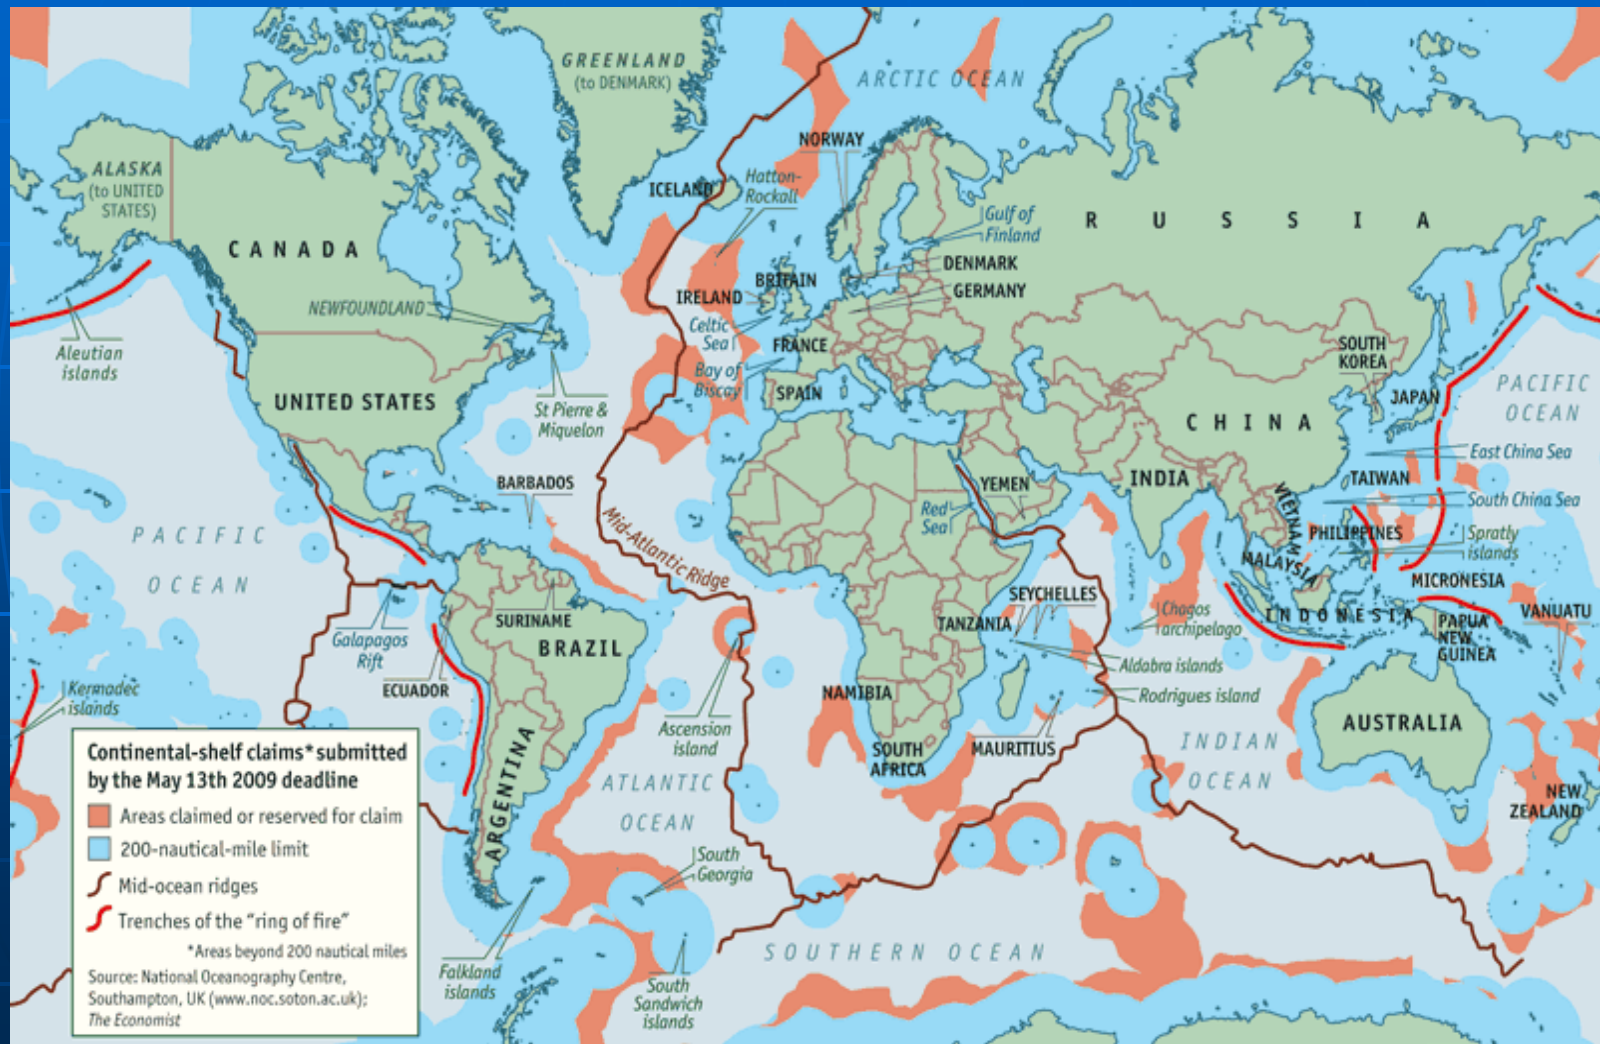 GREENLAND
(to DENMARK)
ARCTIC OCEAN
NORWAY
ALASKA
(to UNITED
STATES)
ICELAND
Hatton-
Rockall
Gulf of
Finland
R U S S I A
CANADA
DENMARK
BRITAIN
GERMANY
IRELAND
NEWFOUNDLAND
Celtic
Sea
FRANCE
SOUTH
KOREA
Aleutian
islands
Bay of
Biscay
SPAIN
JAPAN
PACIFIC
OCEAN
UNITED STATES
St Pierre &
Miquelon
CHINA
East China Sea
BARBADOS
YEMEN
INDIA
TAIWAN
Red
Sea
VIETNAM
South China Sea
PACIFIC
OCEAN
Mid-Atlantic Ridge
PHILIPPINES
Spratly
islands
MALAYSIA
MICRONESIA
SEYCHELLES
Chagos
archipelago
INDONESIA
VANUATU
SURINAME
TANZANIA
PAPUA
NEW
GUINEA
Galapagos
Rift
BRAZIL
Aldabra islands
ECUADOR
NAMIBIA
Rodrigues island
Kermadec
islands
Ascension
island
AUSTRALIA
SOUTH
AFRICA
MAURITIUS
INDIAN
OCEAN
ARGENTINA
ATLANTIC
OCEAN
NEW
ZEALAND
South
Georgia
SOUTHERN OCEAN
Falkland
islands
South
Sandwich
islands
Continental-shelf claims* submitted
by the May 13th 2009 deadline
Areas claimed or reserved for claim
200-nautical-mile limit
Mid-ocean ridges
Trenches of the “ring of fire”
*Areas beyond 200 nautical miles
Source: National Oceanography Centre,
Southampton, UK (www.noc.soton.ac.uk);
The Economist